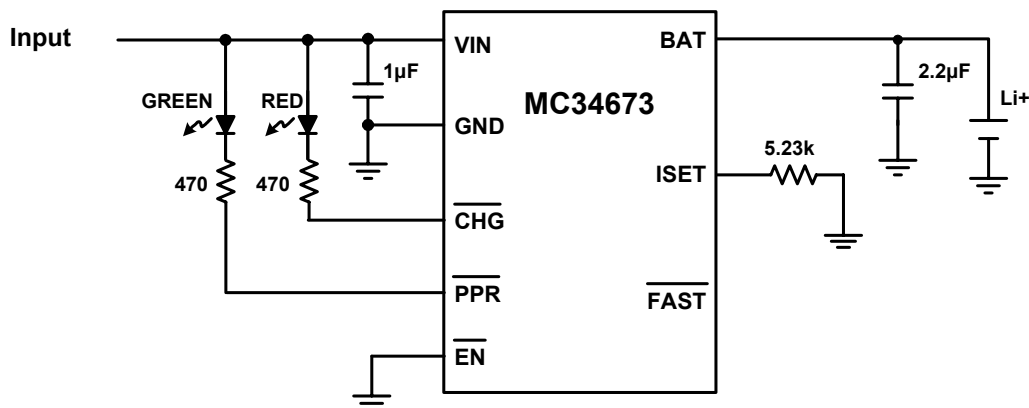 Input
VIN
BAT
1µF
2.2µF
GREEN
RED
MC34673
Li+
GND
5.23k
470
470
ISET
CHG
PPR
FAST
EN